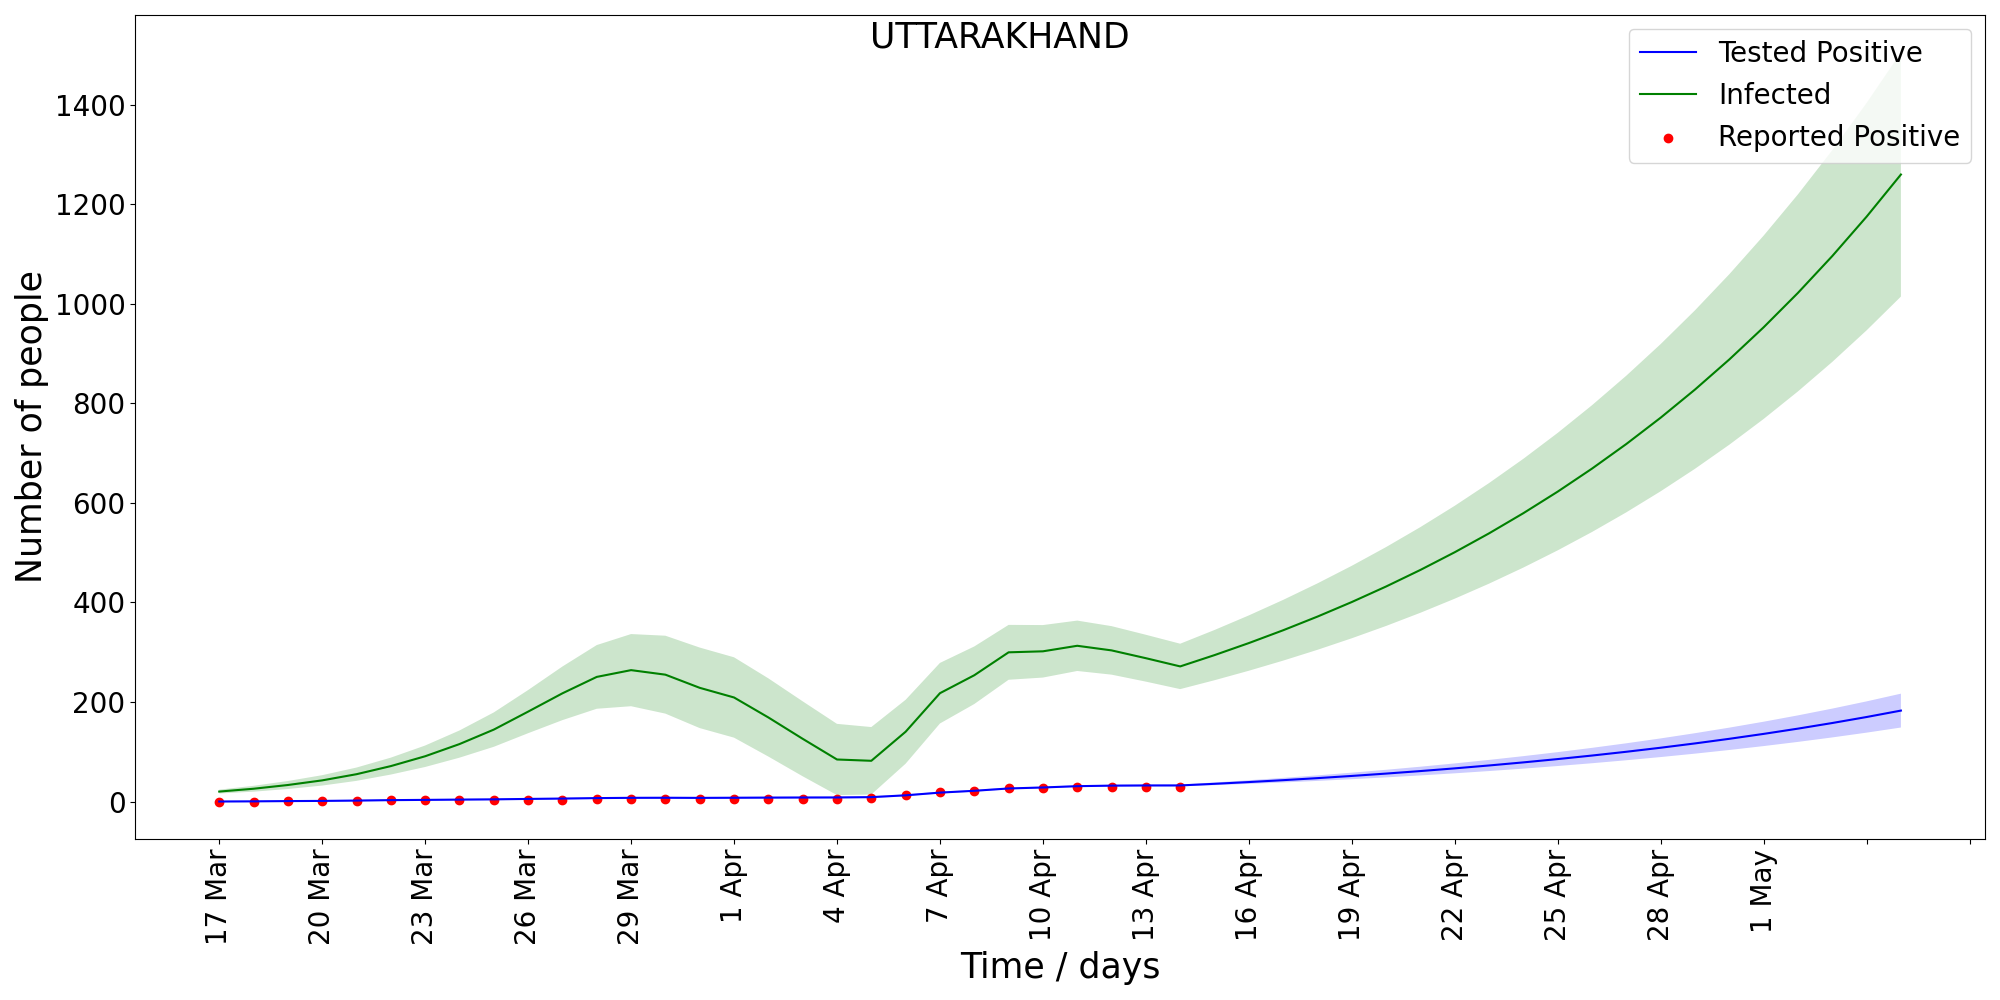 UTTARAKHAND
Tested Positive
Infected
Reported Positive
Number of people
1400
1200
1000
800
600
400
200
0
17 Mar
20 Mar
23 Mar
26 Mar
29 Mar
1 Apr
4 Apr
7 Apr
10 Apr
13 Apr
16 Apr
19 Apr
22 Apr
25 Apr
28 Apr
1 May
Time / days